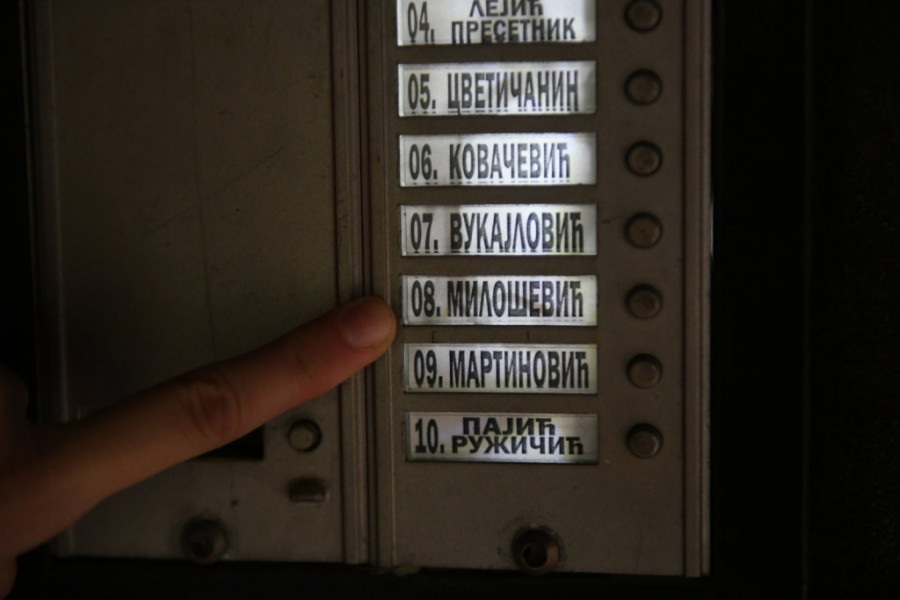 04. ЛЕЈИЋ
ПРЕСЕТНИК
05. ЦВЕТИЧАНИН
06. КОВАЧЕВИЋ
07. ВУКАЈЛОВИЋ
08. МИЛОШЕВИЋ
09. МАРТИНОВИЋ
10. ПАЈИЋ
РУЖИЧИЋ